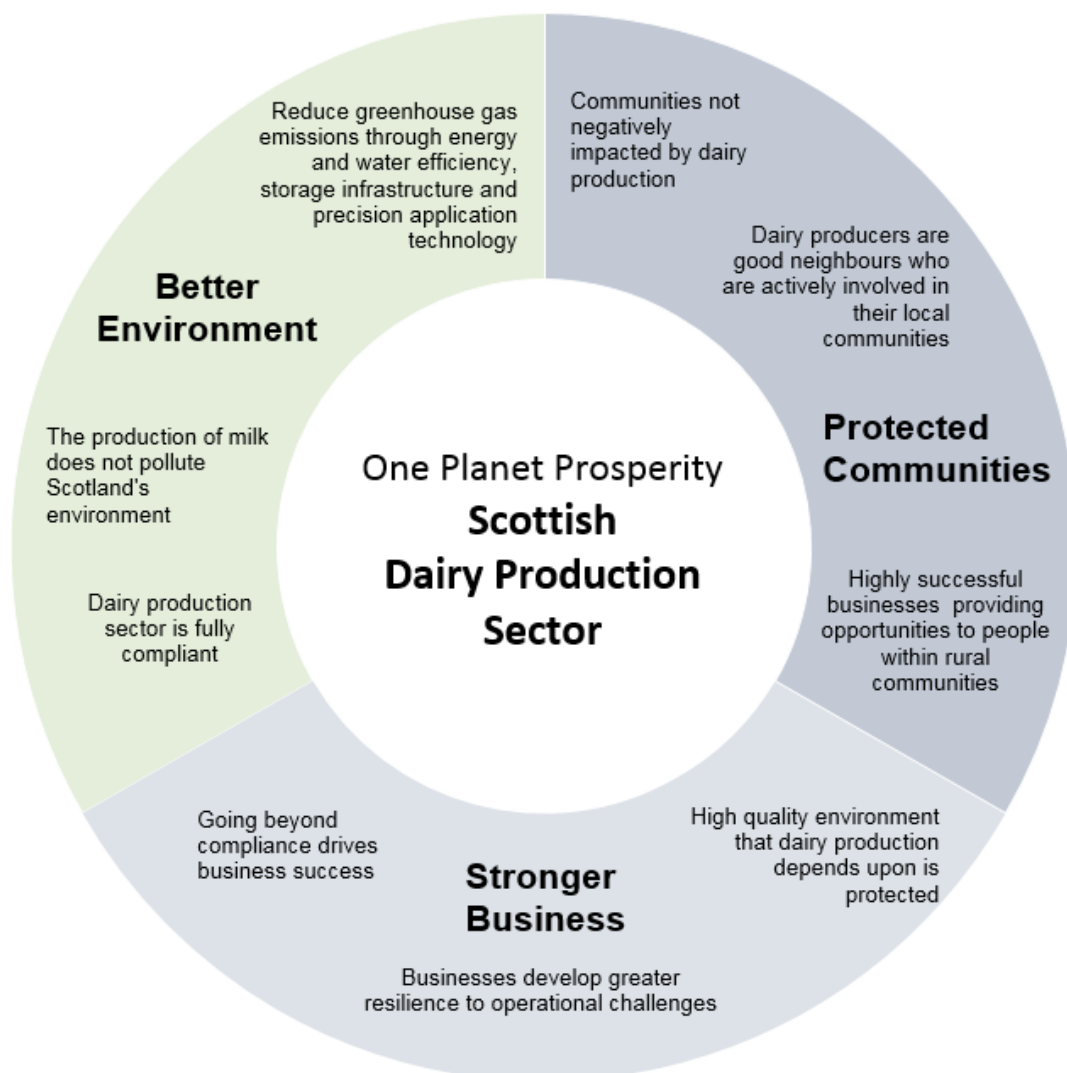 Reduce greenhouse gas
emissions through energy
and water efficiency,
storage infrastructure and
precision application
technology
Better
Environment
The production of milk
does not pollute
Scotland's
environment
Dairy production
sector is fully
compliant
Communities not
negatively
impacted by dairy
production
Dairy producers are
good neighbours who
are actively involved in
their local
communities
Protected
Communities
Highly successful
businesses providing
opportunities to people
within rural
communities
One Planet Prosperity
Scottish
Dairy Production
Sector
Going beyond
compliance drives
business success
Stronger
Business
High quality environment
that dairy production
depends upon is
protected
Businesses develop greater
resilience to operational challenges